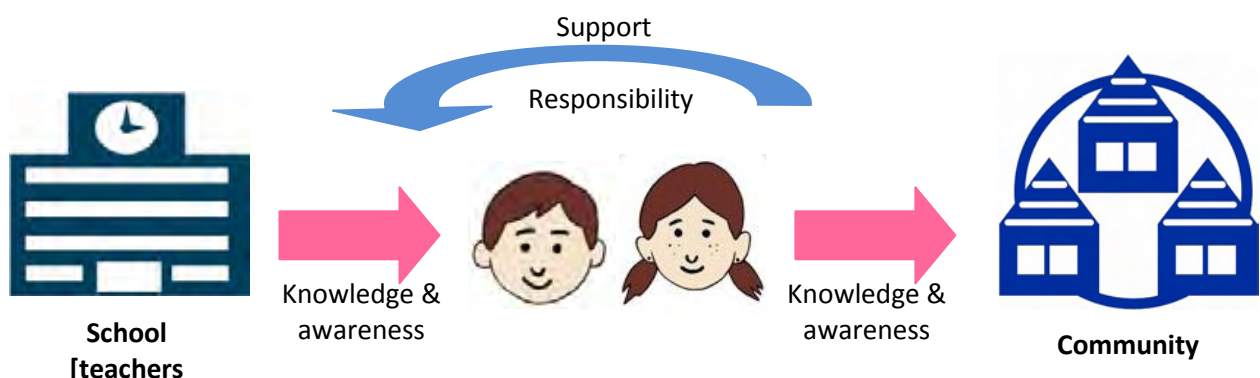 Support
Responsibility
Knowledge &
awareness
Knowledge &
awareness
School
[teachers
Community